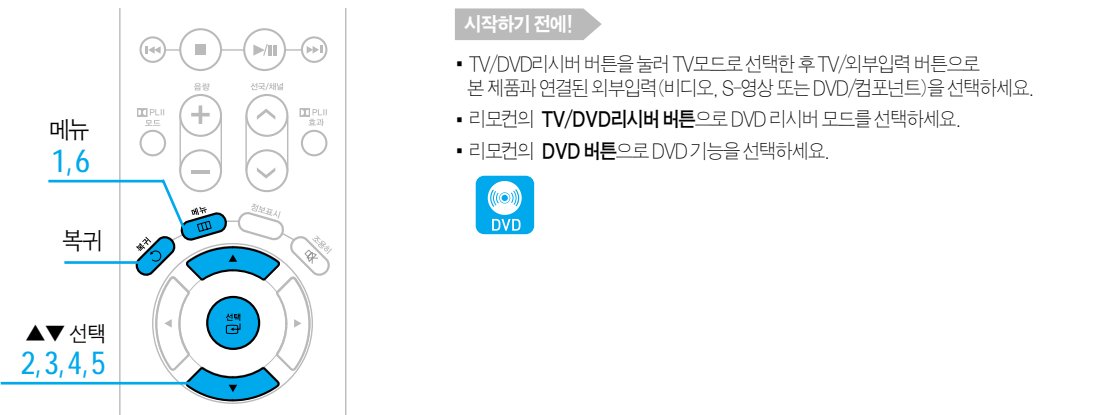 시작하기 전에!
▪ TV/DVD리시버 버튼을 눌러 TV모드로 선택한 후 TV/외부입력 버튼으로
본 제품과 연결된 외부입력(비디오, S-영상 또는 DVD/컴포넌트)을 선택하세요.
▪ 리모컨의 TV/DVD리시버 버튼으로 DVD 리시버 모드를 선택하세요.
▪ 리모컨의 DVD 버튼으로 DVD 기능을 선택하세요.
DVD
음량
선국/채널
PLII
모드
PLII
효과
메뉴
1,6
메뉴
정보표시
복귀
복귀
조용히
선택
▲▼ 선택
2,3,4,5